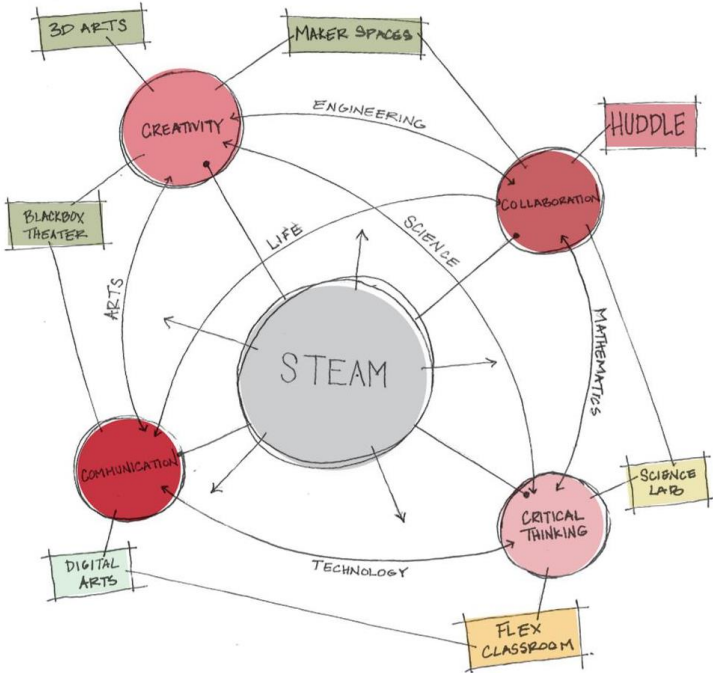 3D ARTS
MAKER SPACES
ENGINEERING
HUDDLE
CREATIVITY
COLLABORATION
BLACKBOX
THEATER
LIFE
SCIENCE
ARTS
MATHEMATICS
STEAM
COMMUNICATION
SCIENCE
LAB
CRITICAL
THINKING
DIGITAL
ARTS
TECHNOLOGY
FLEX
CLASSROOM